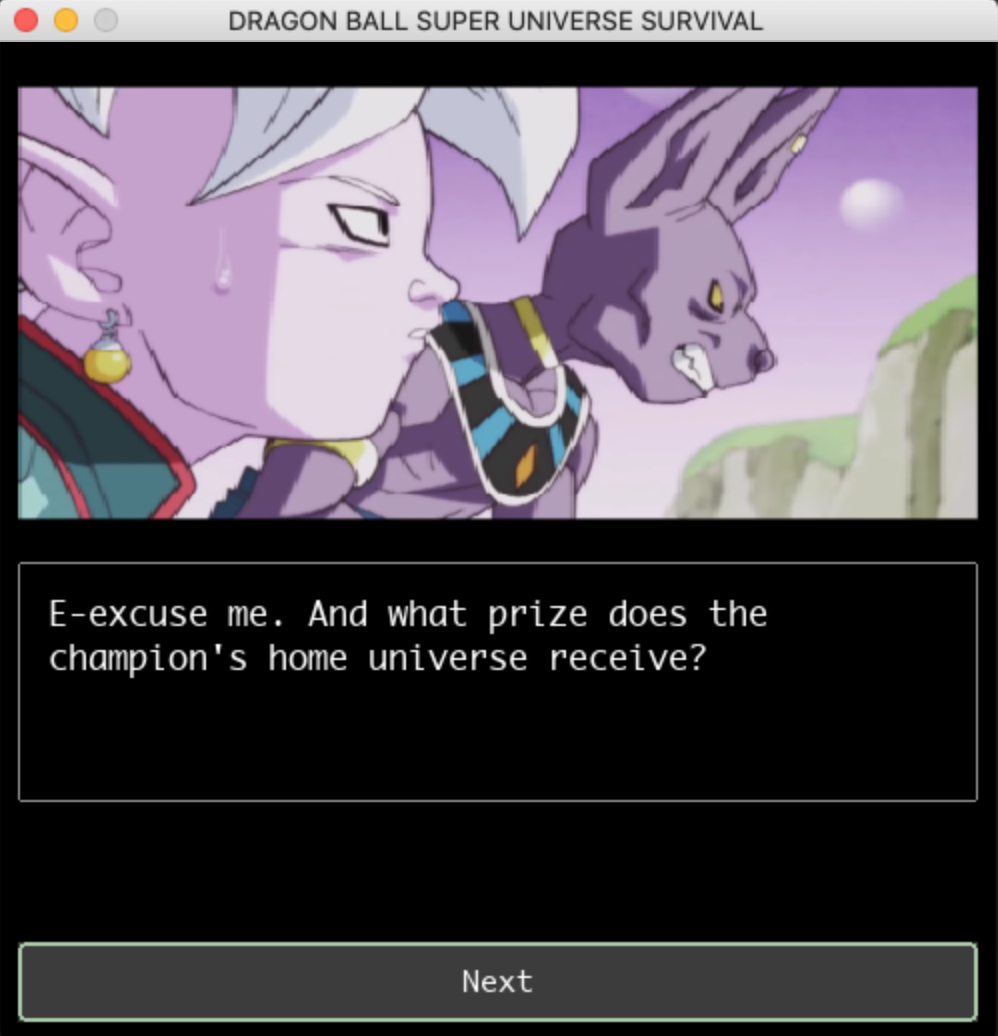 DRAGON BALL SUPER UNIVERSE SURVIVAL
E-excuse me. And what prize does the
champion's home universe receive?
Next